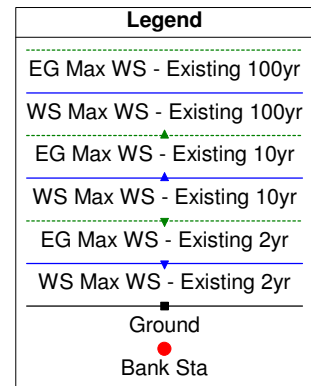 Legend
EG Max WS - Existing 100yr
WS Max WS - Existing 100yr
EG Max WS - Existing 10yr
WS Max WS - Existing 10yr
EG Max WS - Existing 2yr
WS Max WS - Existing 2yr
Ground
Bank Sta